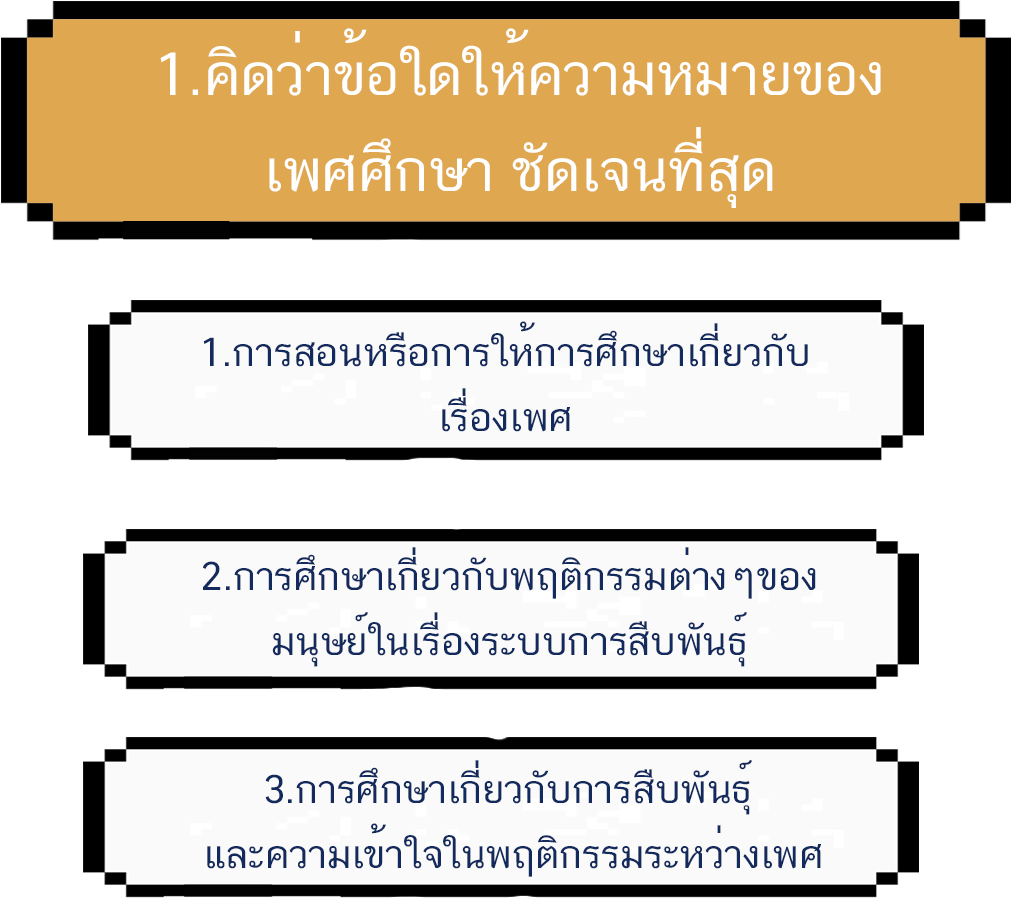 1.คิดว่าข้อใดให้ความหมายของ
เพศศึกษา ชัดเจนที่สุด
1.การสอนหรือการให้การศึกษาเกี่ยวกับ
เรื่องเพศ
2.การศึกษาเกี่ยวกับพฤติกรรมต่าง ๆของ
มนุษย์ในเรื่องระบบการสืบพันธุ์
3.การศึกษาเกี่ยวกับการสืบพันธุ์
และความเข้าใจในพฤติกรรมระหว่างเพศ